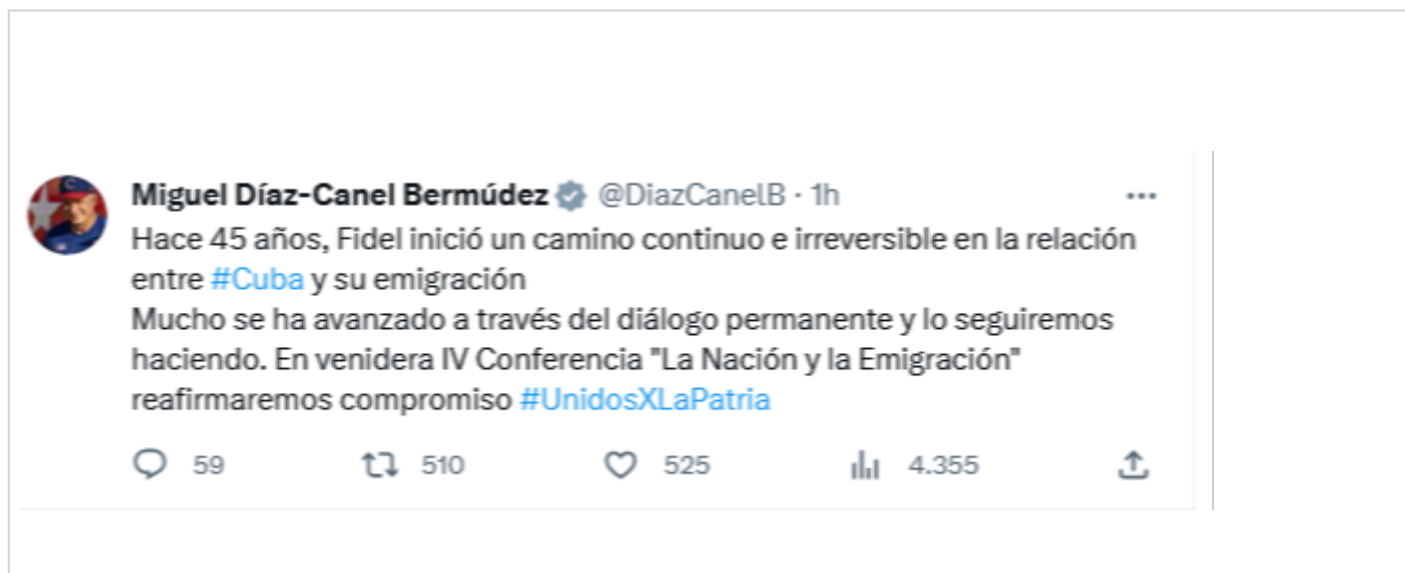 Miguel Díaz-Canel Bermúdez @DiazCanelB · 1h
Hace 45 años, Fidel inició un camino continuo e irreversible en la relación
entre #Cuba y su emigración
Mucho se ha avanzado a través del diálogo permanente y lo seguiremos
haciendo. En venidera IV Conferencia "La Nación y la Emigración"
reafirmaremos compromiso #UnidosXLaPatria
59 510 525 4.355